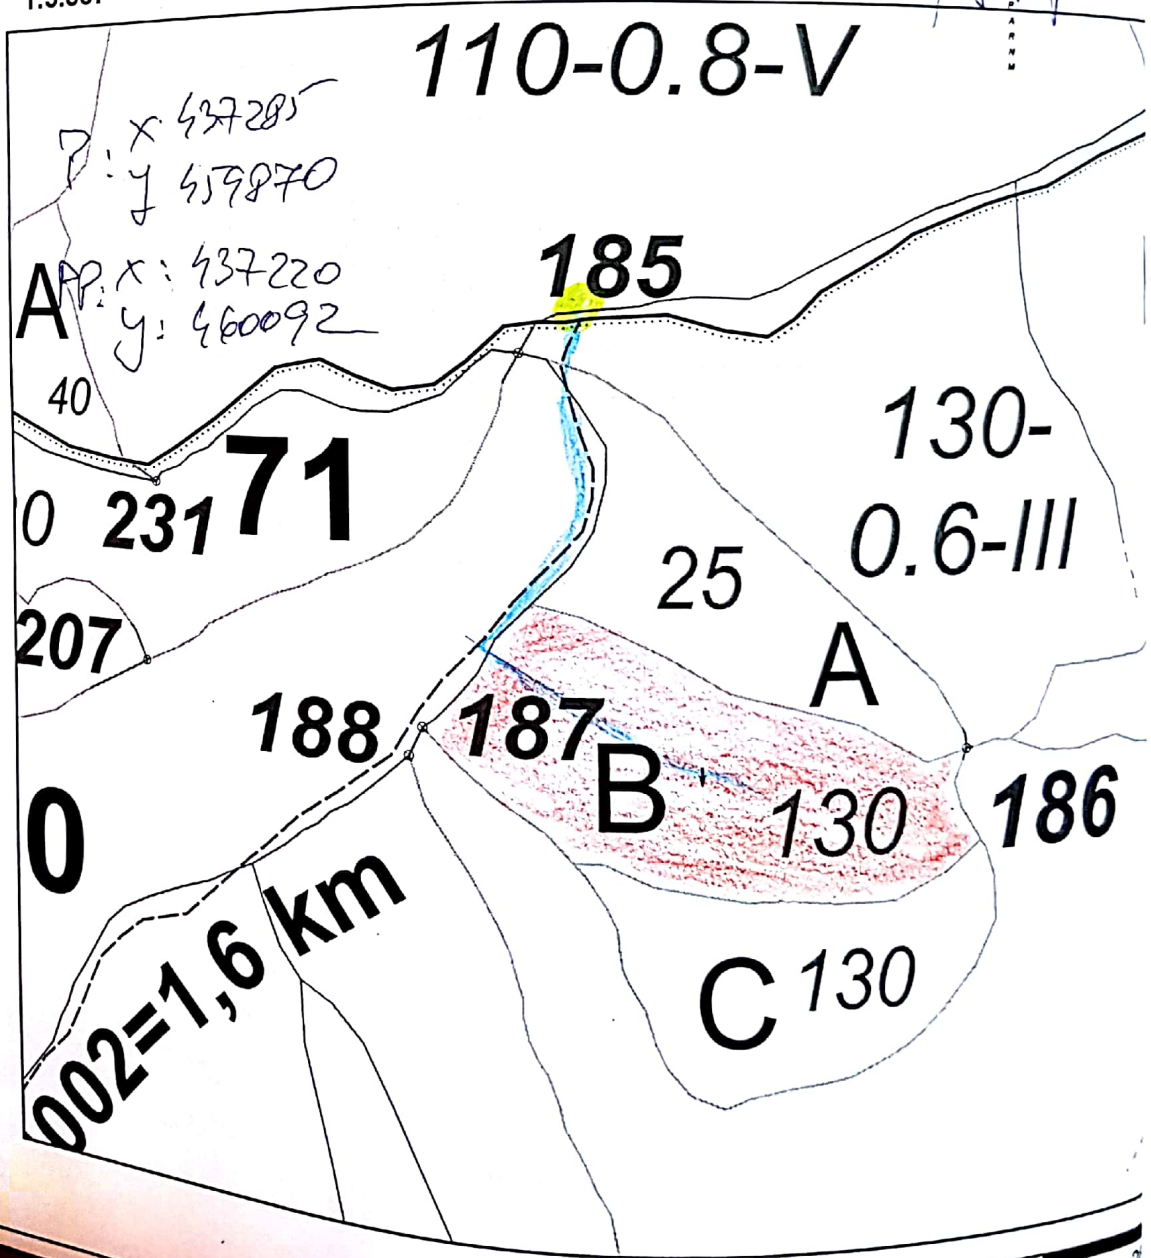 110-0.8-V
P: x 437285
y 459870
PP: x: 437220
y: 460092
185
A
40
130-
0.6-III
71
0 231
25
207
A
188 187
B
130 186
0
002=1,6 km
C 130